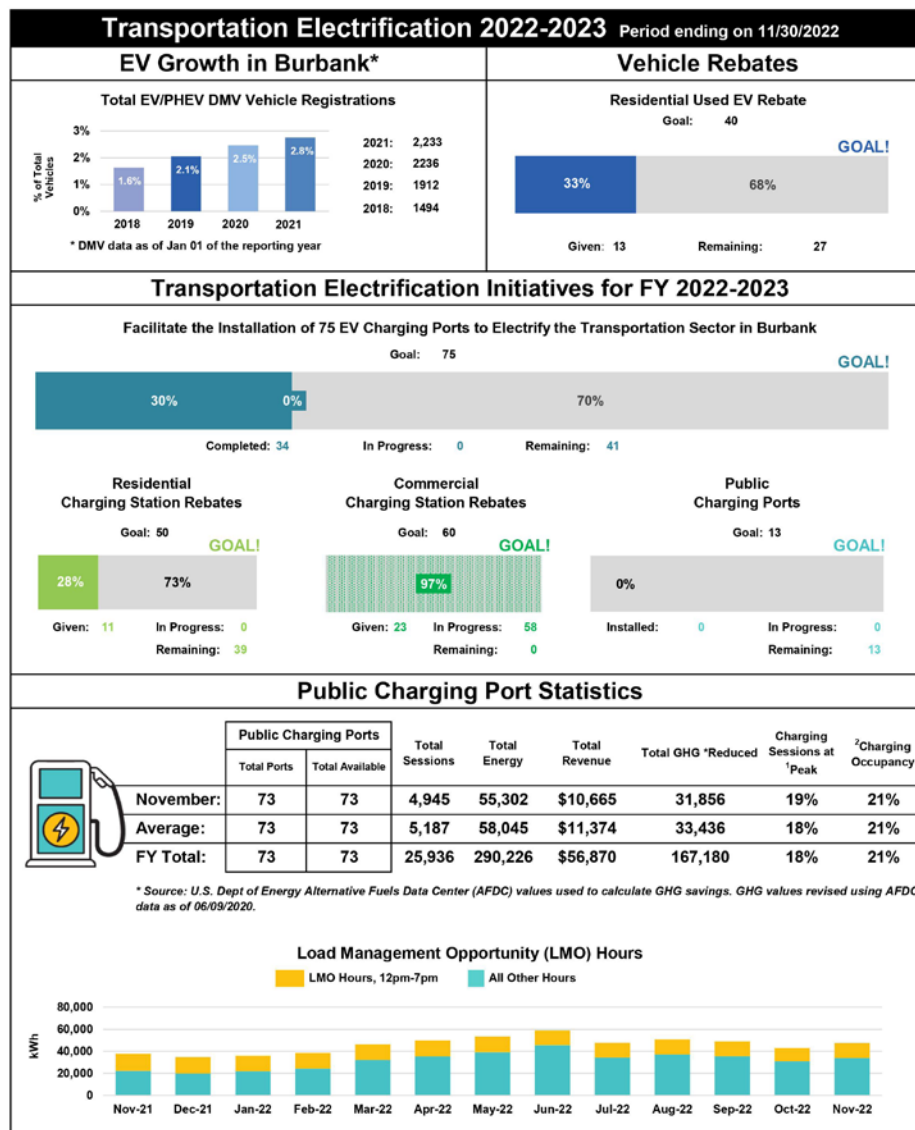 Transportation Electrification 2022-2023 Period ending on 11/30/2022
EV Growth in Burbank*
Total EV/PHEV DMV Vehicle Registrations
% of Total
Vehicles
3%
2%
1%
0%
1.6%
2.1%
2.5%
2.8%
2018
2019
2020
2021
2021: 2,233
2020: 2236
2019: 1912
2018: 1494
* DMV data as of Jan 01 of the reporting year
Vehicle Rebates
Residential Used EV Rebate
Goal: 40
GOAL!
33%
68%
Given: 13 Remaining: 27
Transportation Electrification Initiatives for FY 2022-2023
Facilitate the Installation of 75 EV Charging Ports to Electrify the Transportation Sector in Burbank
Goal: 75
GOAL!
30%
0%
70%
Completed: 34 In Progress: 0 Remaining: 41
Residential
Charging Station Rebates
Goal: 50
GOAL!
28%
73%
Given: 11 In Progress: 0
Remaining: 39
Commercial
Charging Station Rebates
Goal: 60
GOAL!
97%
Given: 23 In Progress: 58
Remaining: 0
Public
Charging Ports
Goal: 13
GOAL!
0%
Installed: 0 In Progress: 0
Remaining: 13
Public Charging Port Statistics
Public Charging Ports
Total Ports
Total Available
Total
Sessions
Total
Energy
Total
Revenue
Total GHG *Reduced
Charging
Sessions at
¹Peak
²Charging
Occupancy
November: 73 73 4,945 55,302 $10,665 31,856 19% 21%
Average: 73 73 5,187 58,045 $11,374 33,436 18% 21%
FY Total: 73 73 25,936 290,226 $56,870 167,180 18% 21%
* Source: U.S. Dept of Energy Alternative Fuels Data Center (AFDC) values used to calculate GHG savings. GHG values revised using AFDC
data as of 06/09/2020.
Load Management Opportunity (LMO) Hours
LMO Hours, 12pm-7pm
All Other Hours
kWh
80,000
60,000
40,000
20,000
0
Nov-21
Dec-21
Jan-22
Feb-22
Mar-22
Apr-22
May-22
Jun-22
Jul-22
Aug-22
Sep-22
Oct-22
Nov-22